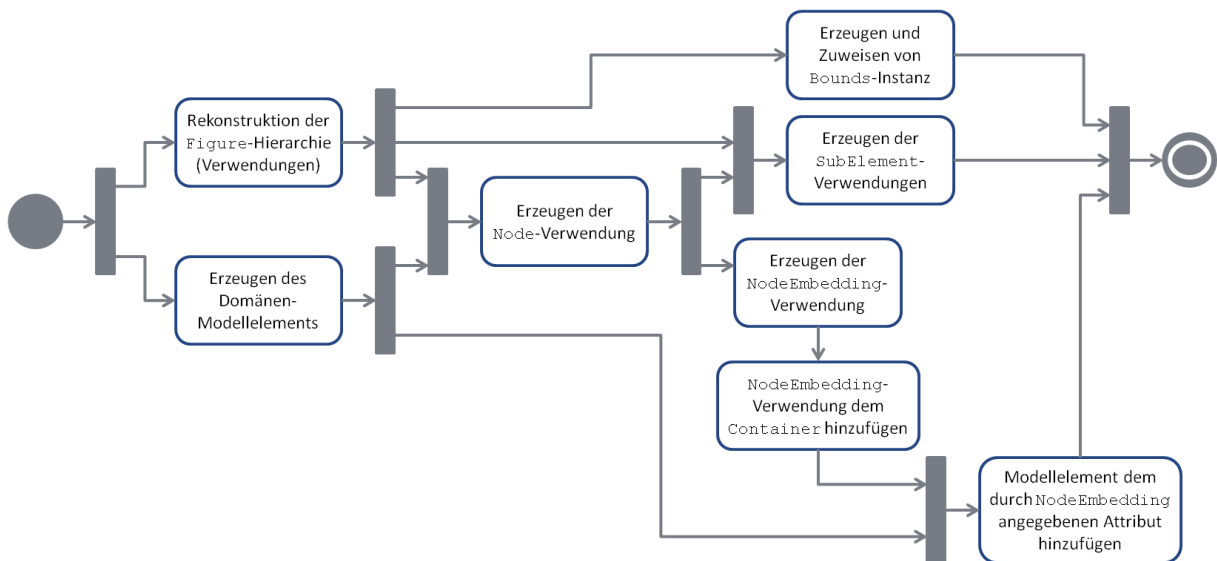 Erzeugen und
Zuweisen von
Bounds-Instanz
Rekonstruktion der
Figure-Hierarchie
(Verwendungen)
Erzeugen der
SubElement-
Verwendungen
Erzeugen der
Node-Verwendung
Erzeugen des
Domänen-
Modellelements
Erzeugen der
NodeEmbedding-
Verwendung
NodeEmbedding-
Verwendung dem
Container hinzufügen
Modellelement dem
durch NodeEmbedding
angegebenen Attribut
hinzufügen